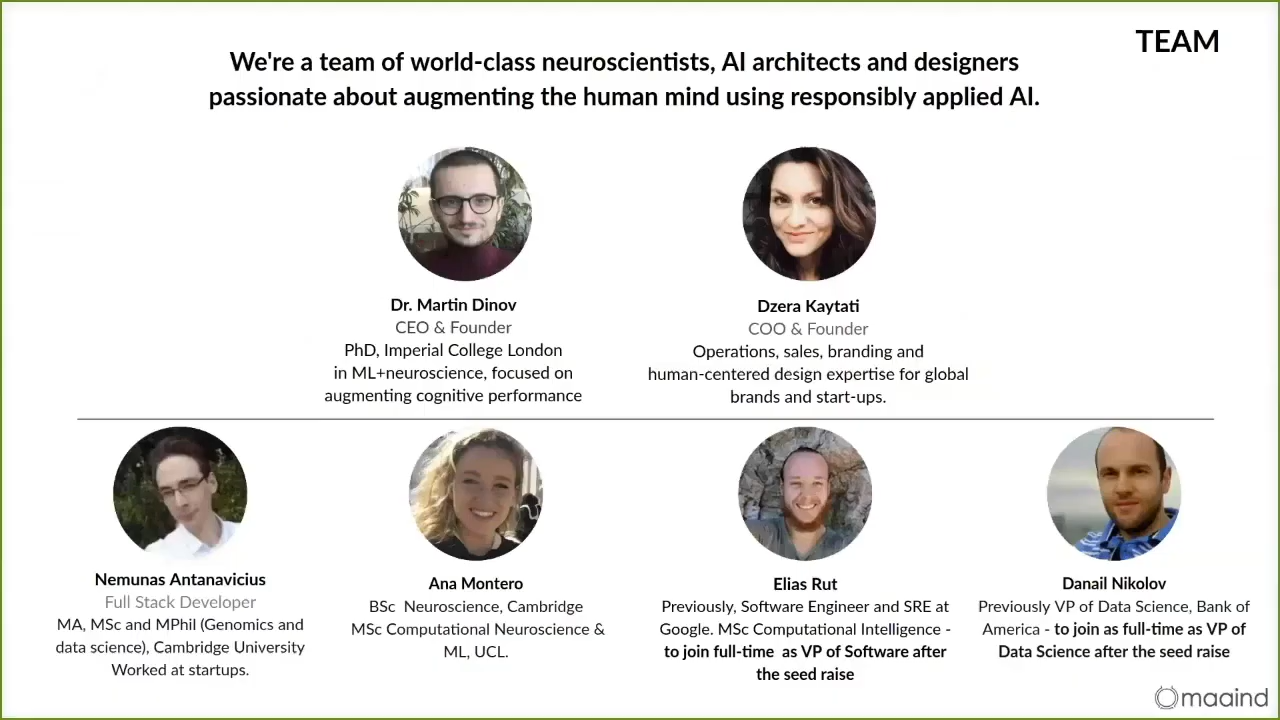 TEAM
We're a team of world-class neuroscientists, AI architects and designers
passionate about augmenting the human mind using responsibly applied AI.
Dr. Martin Dinov
CEO & Founder
PhD, Imperial College London
in ML+neuroscience, focused on
augmenting cognitive performance
Dzera Kaytati
COO & Founder
Operations, sales, branding and
human-centered design expertise for global
brands and start-ups.
Nemunas Antanavicius
Full Stack Developer
MA, MSc and MPhil (Genomics and
data science), Cambridge University
Worked at startups.
Ana Montero
BSc Neuroscience, Cambridge
MSc Computational Neuroscience &
ML, UCL.
Elias Rut
Previously, Software Engineer and SRE at
Google. MSc Computational Intelligence -
to join full-time as VP of Software after
the seed raise
Danail Nikolov
Previously VP of Data Science, Bank of
America - to join as full-time as VP of
Data Science after the seed raise
maaind